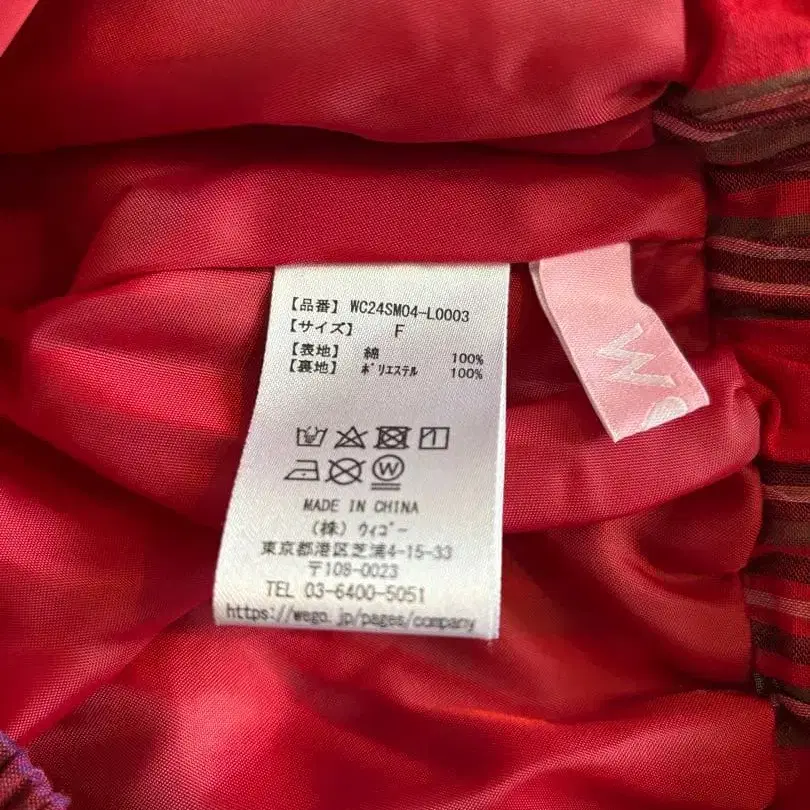 【品番】 WC24SM04-L0003
【サイズ】 F
【表地】 綿 100%
【裏地】 ポリエステル 100%
MADE IN CHINA
(株) ウィゴー
東京都港区芝浦4-15-33
〒108-0023
TEL 03-6400-5051
https://wego.jp/pages/company
W